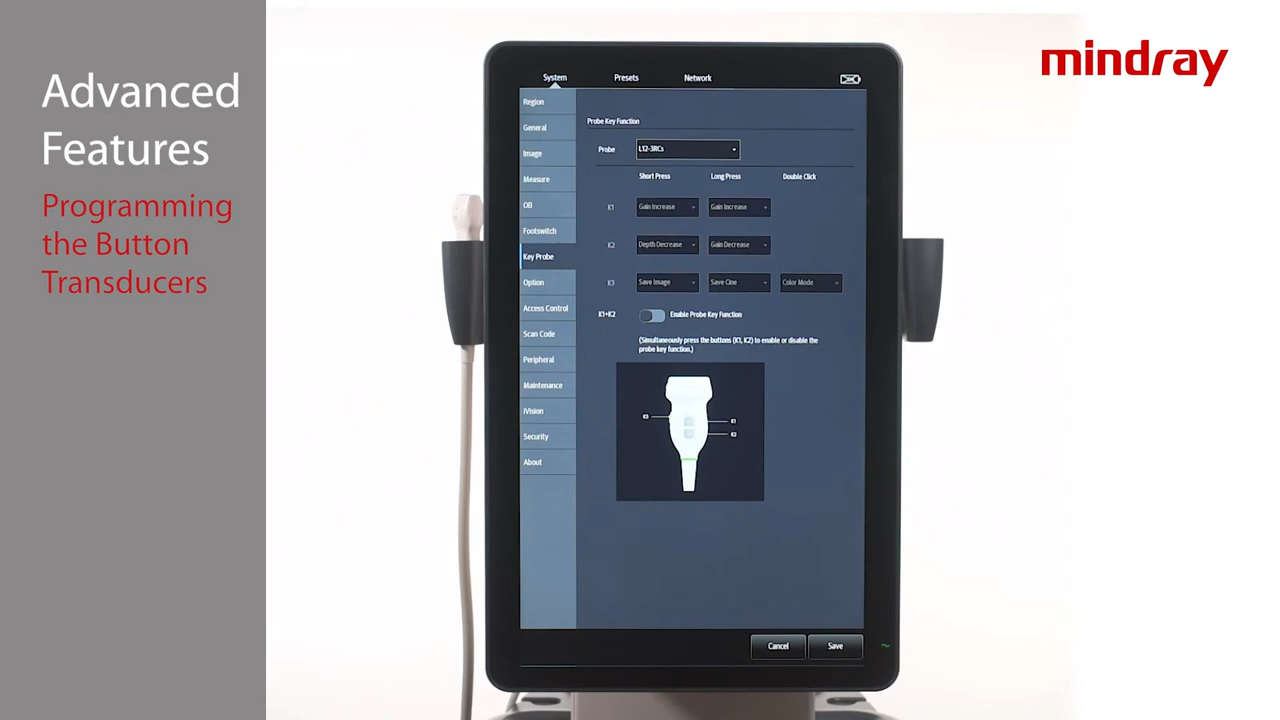 Advanced
Features
Programming
the Button
Transducers
mindray
System Presets Network
Region
General
Image
Measure
OB
Footswitch
Key Probe
Option
Access Control
Scan Code
Peripheral
Maintenance
iVision
Security
About
Probe Key Function
Probe L12-3RCs
Short Press Long Press Double Click
K1 Gain Increase Gain Increase
K2 Depth Decrease Gain Decrease
K3 Save Image Save Cine Color Mode
K1+K2 Enable Probe Key Function
(Simultaneously press the buttons (K1, K2) to enable or disable the
probe key function.)
K3 K1
K2
Cancel Save